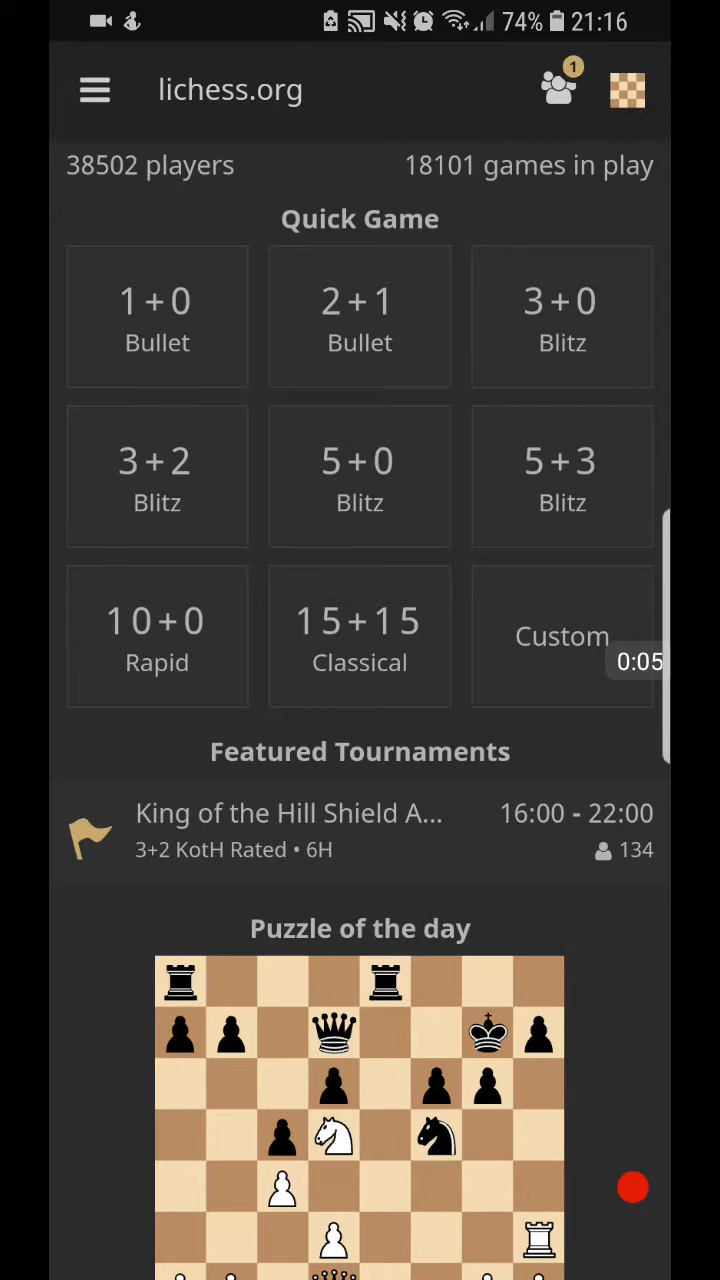 74% 21:16
lichess.org
1
38502 players 18101 games in play
Quick Game
1+0 2+1 3+0
Bullet Bullet Blitz
3+2 5+0 5+3
Blitz Blitz Blitz
10+0 15+15 Custom
Rapid Classical
0:05
Featured Tournaments
King of the Hill Shield A... 16:00 - 22:00
3+2 KotH Rated • 6H 134
Puzzle of the day